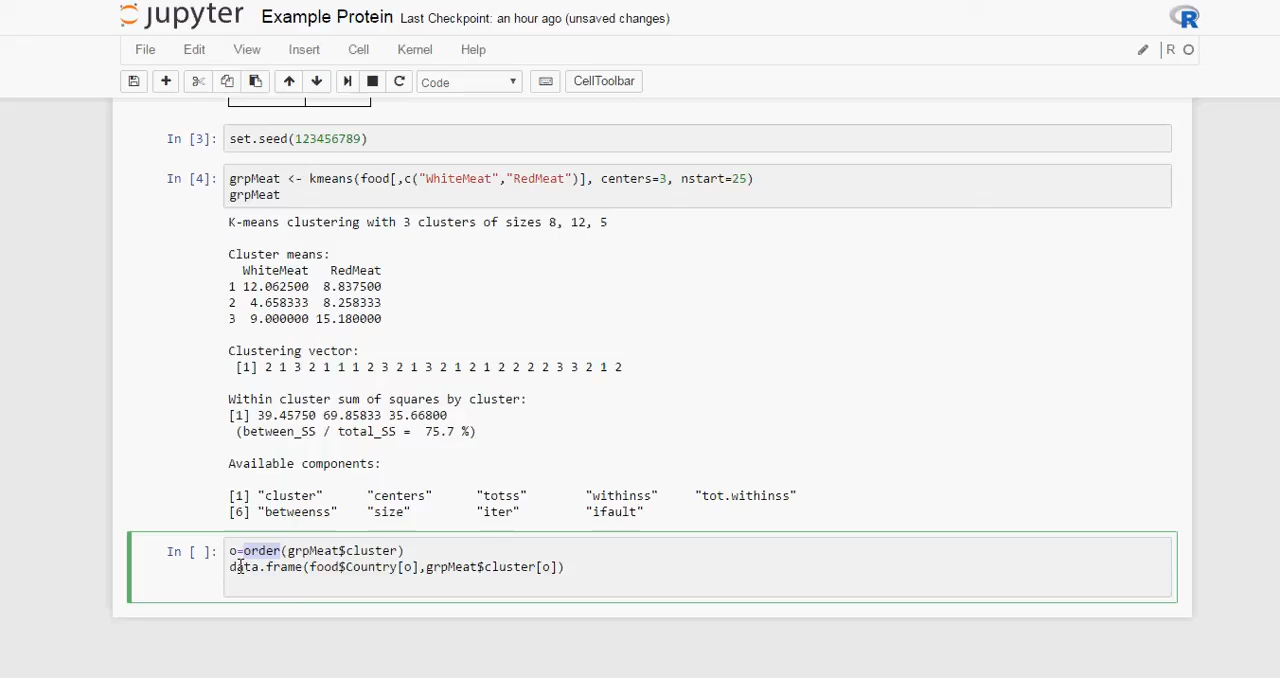 jupyter Example Protein Last Checkpoint: an hour ago (unsaved changes)
R
File Edit View Insert Cell Kernel Help
R
Code
CellToolbar
In [3]: set.seed(123456789)
In [4]: grpMeat <- kmeans(food[,c("WhiteMeat","RedMeat")], centers=3, nstart=25)
grpMeat
K-means clustering with 3 clusters of sizes 8, 12, 5
Cluster means:
WhiteMeat RedMeat
1 12.062500 8.837500
2 4.658333 8.258333
3 9.000000 15.180000
Clustering vector:
[1] 2 1 3 2 1 1 1 2 3 2 1 3 2 1 2 1 2 2 2 2 3 3 2 1 2
Within cluster sum of squares by cluster:
[1] 39.45750 69.85833 35.66800
(between_SS / total_SS = 75.7 %)
Available components:
[1] "cluster" "centers" "totss" "withinss" "tot.withinss"
[6] "betweenss" "size" "iter" "ifault"
In [ ]: o=order(grpMeat$cluster)
data.frame(food$Country[o],grpMeat$cluster[o])